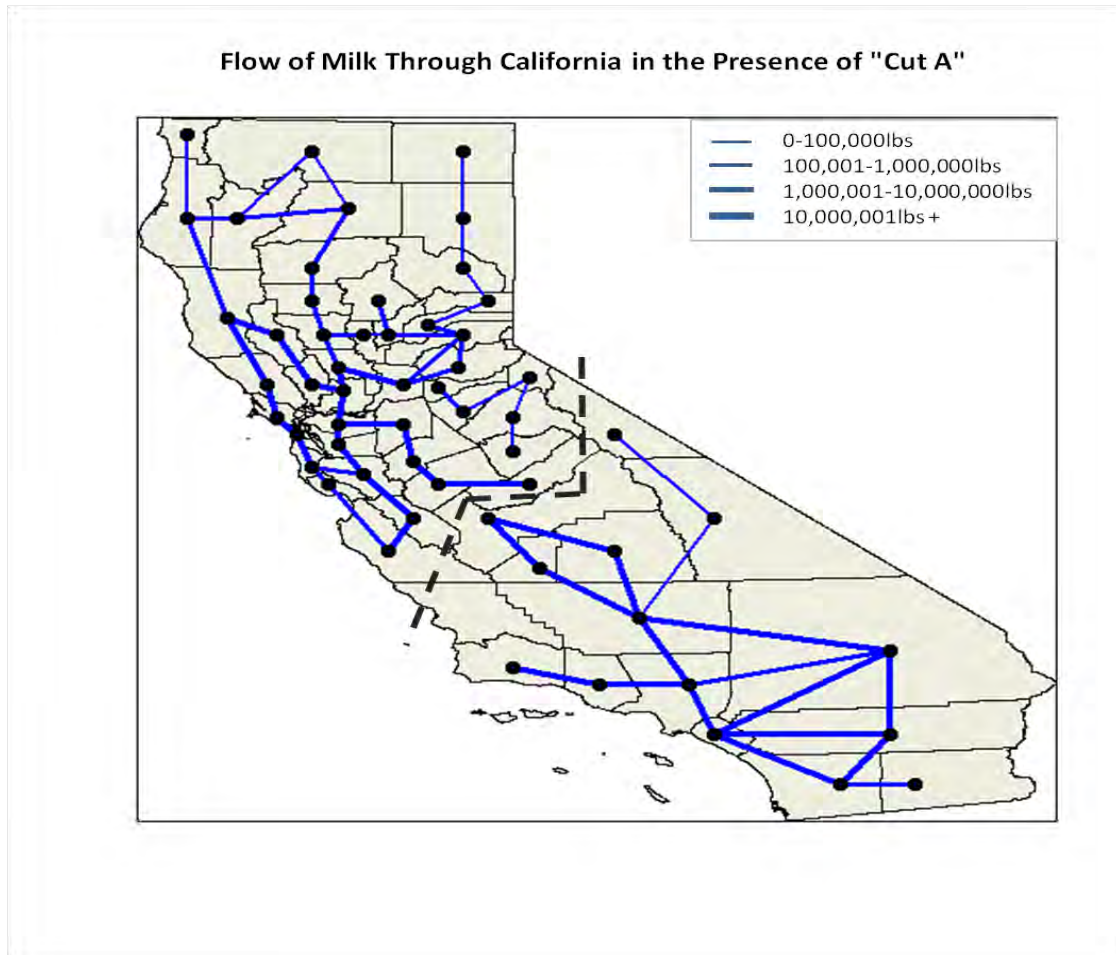 Flow of Milk Through California in the Presence of "Cut A"
0-100,000lbs
100,001-1,000,000lbs
1,000,001-10,000,000lbs
10,000,001lbs +